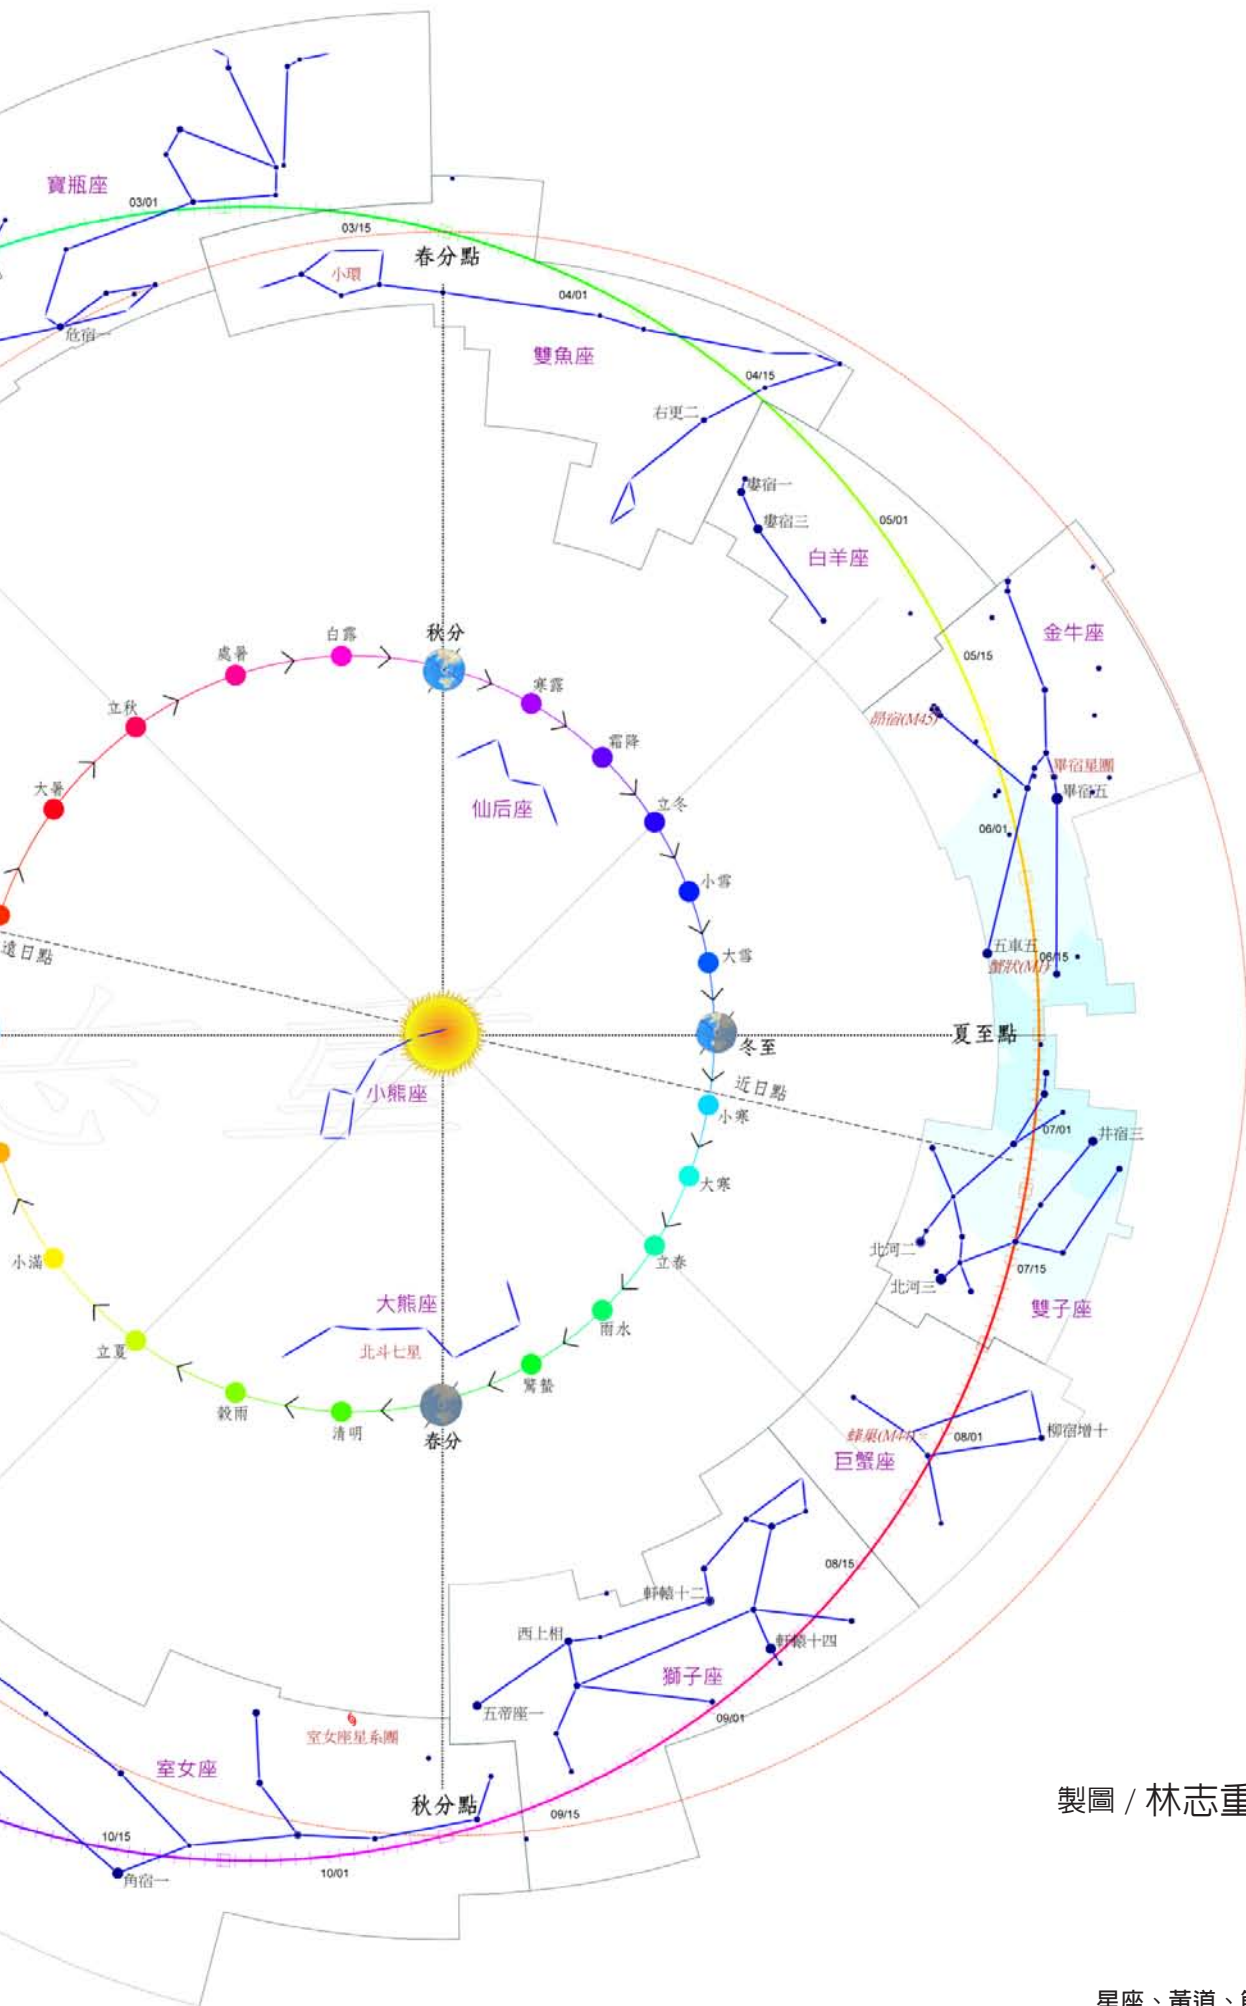 寶瓶座
03/01
03/15
春分點
小環
04/01
危宿一
雙魚座
04/15
右更二
婁宿一
婁宿三
05/01
白羊座
金牛座
05/15
昴宿(M45)
畢宿星團
畢宿五
06/01
五車五
蟹狀(M1)
06/15
白露
秋分
處暑
寒露
立秋
霜降
大暑
仙后座
立冬
小雪
遠日點
大雪
夏至點
冬至
近日點
小熊座
小寒
07/01
井宿三
大寒
北河二
立春
小滿
07/15
北河三
雙子座
大熊座
雨水
立夏
北斗七星
驚蟄
穀雨
清明
春分
蜂巢(M44)
08/01
柳宿增十
巨蟹座
08/15
軒轅十二
西上相
軒轅十四
獅子座
五帝座一
09/01
室女座星系團
室女座
秋分點
09/15
10/15
10/01
角宿一
製圖 / 林志重
星座、黃道、